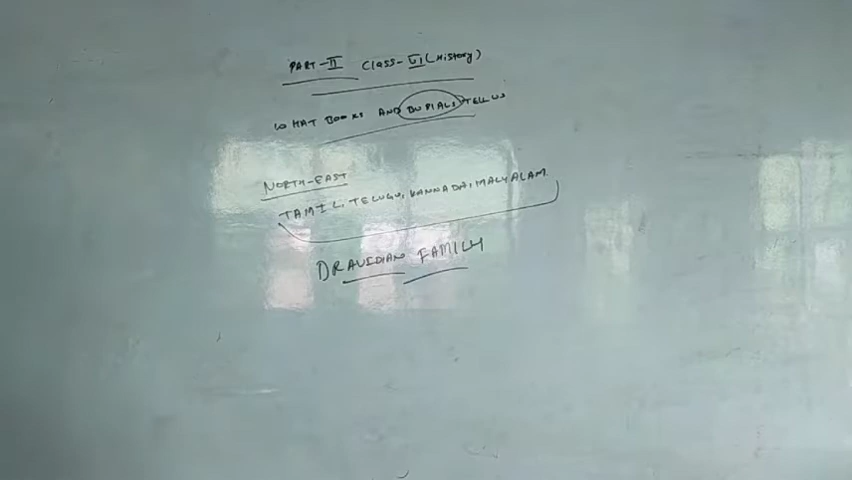 PART-II Class-VI (History)
WHAT BOOKS AND BURIALS TELL US
NORTH-EAST
TAMIL, TELUGU, KANNADA, MALYALAM
DRAVIDIAN FAMILY